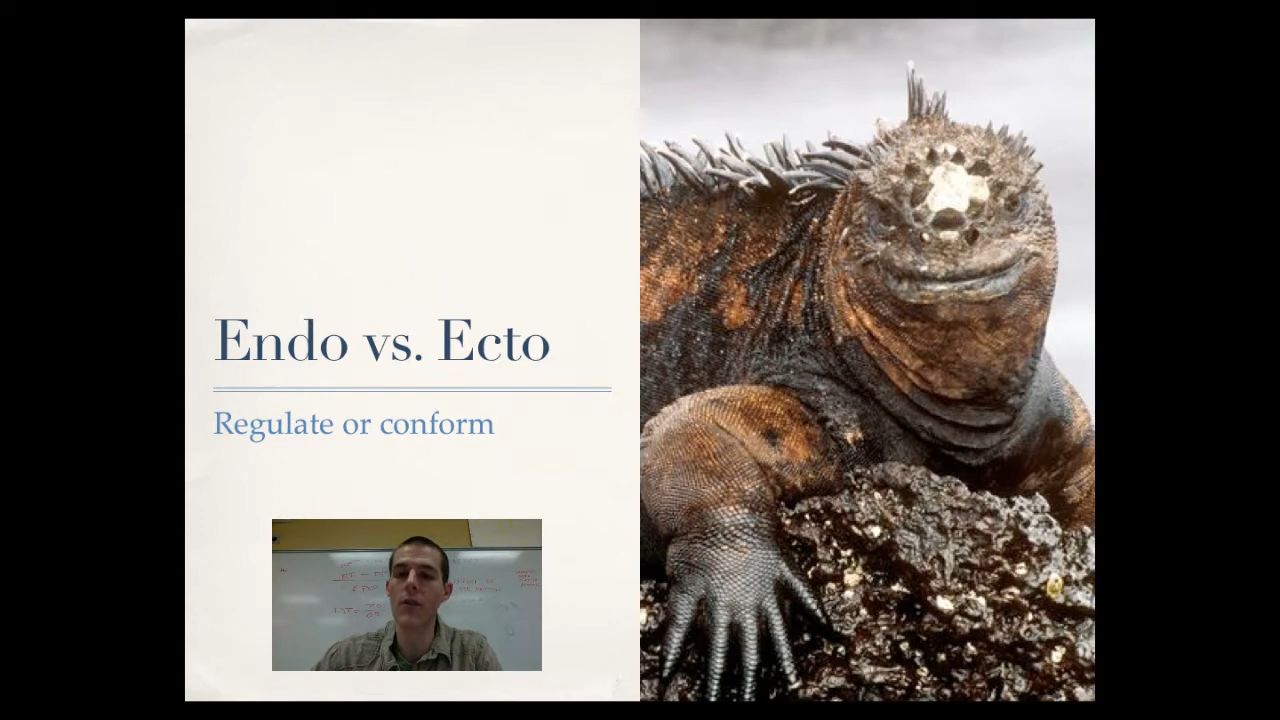 Endo vs. Ecto
Regulate or conform